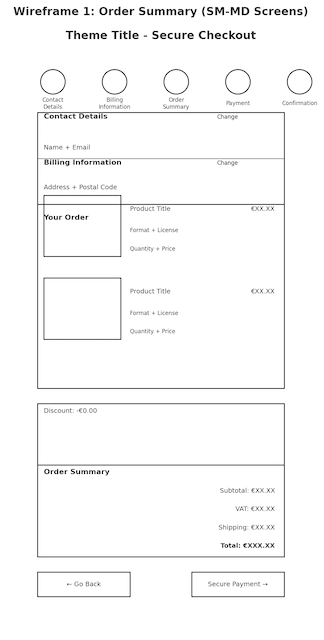 Wireframe 1: Order Summary (SM-MD Screens)
Theme Title - Secure Checkout
Contact Details
Billing Information
Order Summary
Payment
Confirmation
Contact Details
Change
Name + Email
Billing Information
Change
Address + Postal Code
Your Order
Product Title
€XX.XX
Format + License
Quantity + Price
Product Title
€XX.XX
Format + License
Quantity + Price
Discount: -€0.00
Order Summary
Subtotal: €XX.XX
VAT: €XX.XX
Shipping: €XX.XX
Total: €XXX.XX
← Go Back
Secure Payment →